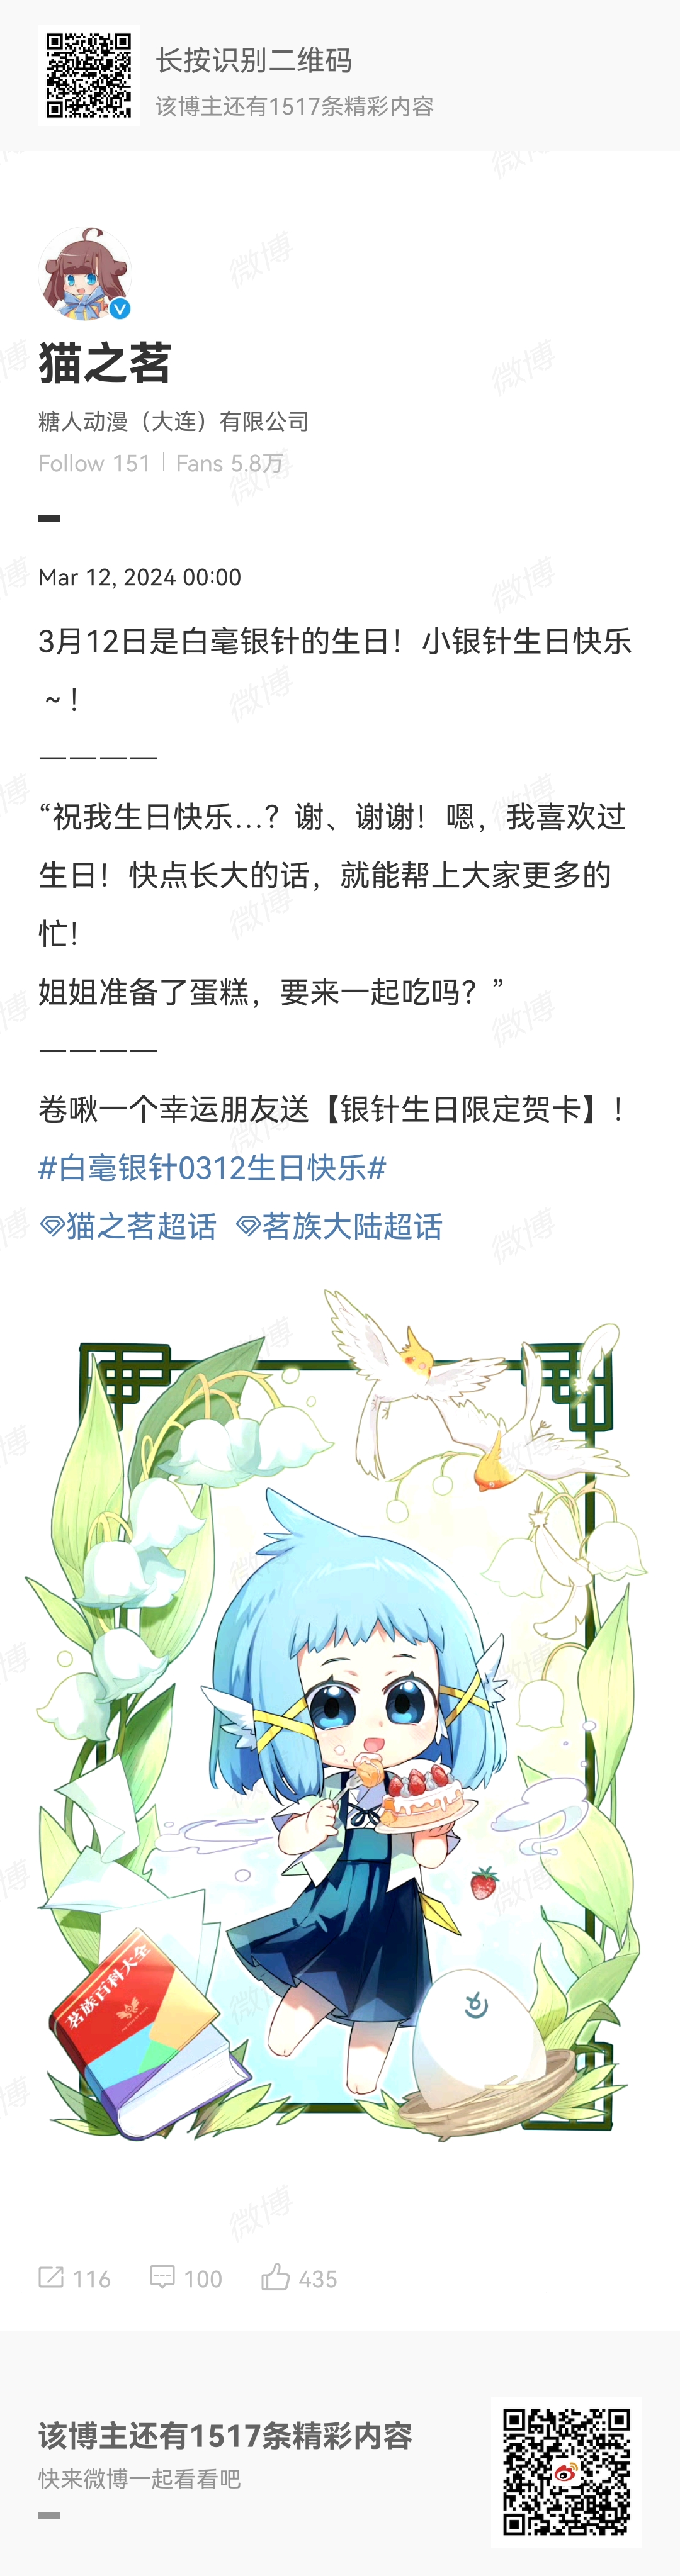 长按识别二维码
该博主还有1517条精彩内容
猫之茗
糖人动漫（大连）有限公司
Follow 151 | Fans 5.8万
Mar 12, 2024 00:00
3月12日是白毫银针的生日！小银针生日快乐
~！
————
“祝我生日快乐…？谢、谢谢！嗯，我喜欢过
生日！快点长大的话，就能帮上大家更多的
忙！
姐姐准备了蛋糕，要来一起吃吗？”
————
卷啾一个幸运朋友送【银针生日限定贺卡】！
#白毫银针0312生日快乐#
猫之茗超话 茗族大陆超话
茗族百科大全
116 100 435
该博主还有1517条精彩内容
快来微博一起看看吧
微博